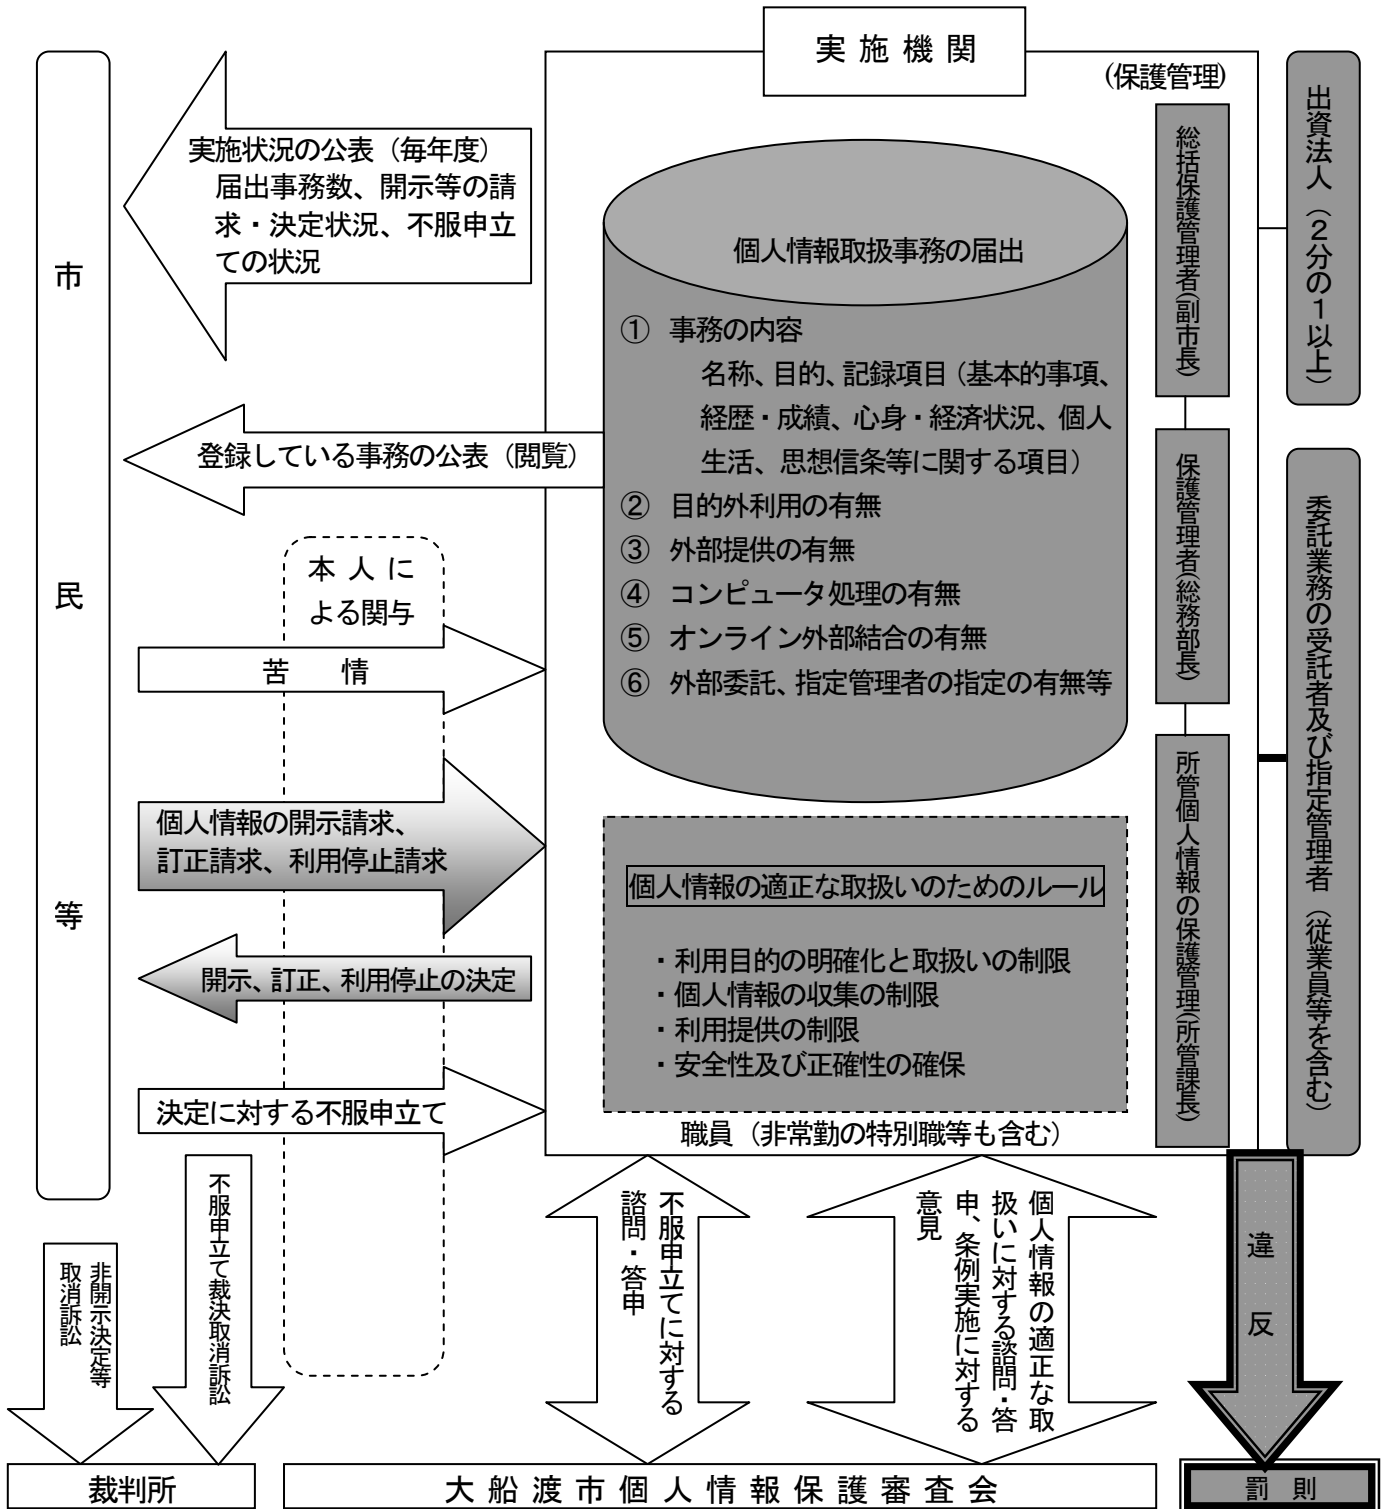 実施機関
(保護管理)
実施状況の公表（毎年度）
届出事務数、開示等の請
求・決定状況、不服申立
ての状況
市民等
個人情報取扱事務の届出
① 事務の内容
名称、目的、記録項目（基本的事項、
経歴・成績、心身・経済状況、個人
生活、思想信条等に関する項目）
② 目的外利用の有無
③ 外部提供の有無
④ コンピュータ処理の有無
⑤ オンライン外部結合の有無
⑥ 外部委託、指定管理者の指定の有無等
登録している事務の公表（閲覧）
本人に
よる関与
苦情
個人情報の開示請求、
訂正請求、利用停止請求
開示、訂正、利用停止の決定
決定に対する不服申立て
個人情報の適正な取扱いのためのルール
・利用目的の明確化と取扱いの制限
・個人情報の収集の制限
・利用提供の制限
・安全性及び正確性の確保
職員（非常勤の特別職等も含む）
総括保護管理者(副市長)
保護管理者(総務部長)
所管個人情報の保護管理(所管課長)
出資法人（２分の１以上）
委託業務の受託者及び指定管理者（従業員等を含む）
非開示決定等
取消訴訟
不服申立て裁決取消訴訟
不服申立てに対する
諮問・答申
個人情報の適正な取
扱いに対する諮問・答
申、条例実施に対する
意見
違反
裁判所
大船渡市個人情報保護審査会
罰則